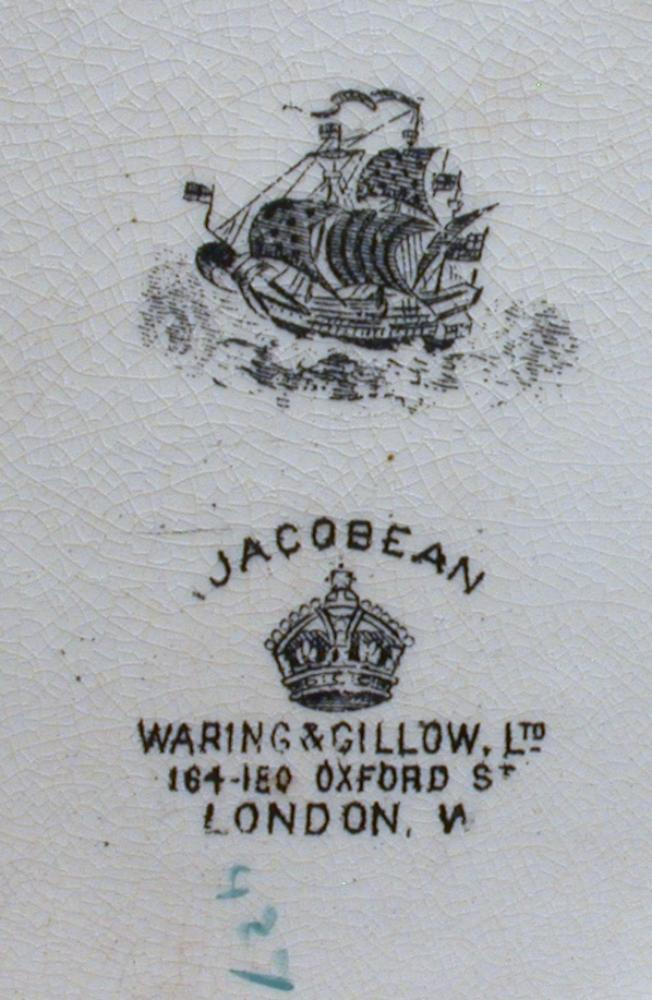 JACOBEAN
WARING & GILLOW, LTD
164-180 OXFORD ST
LONDON, W